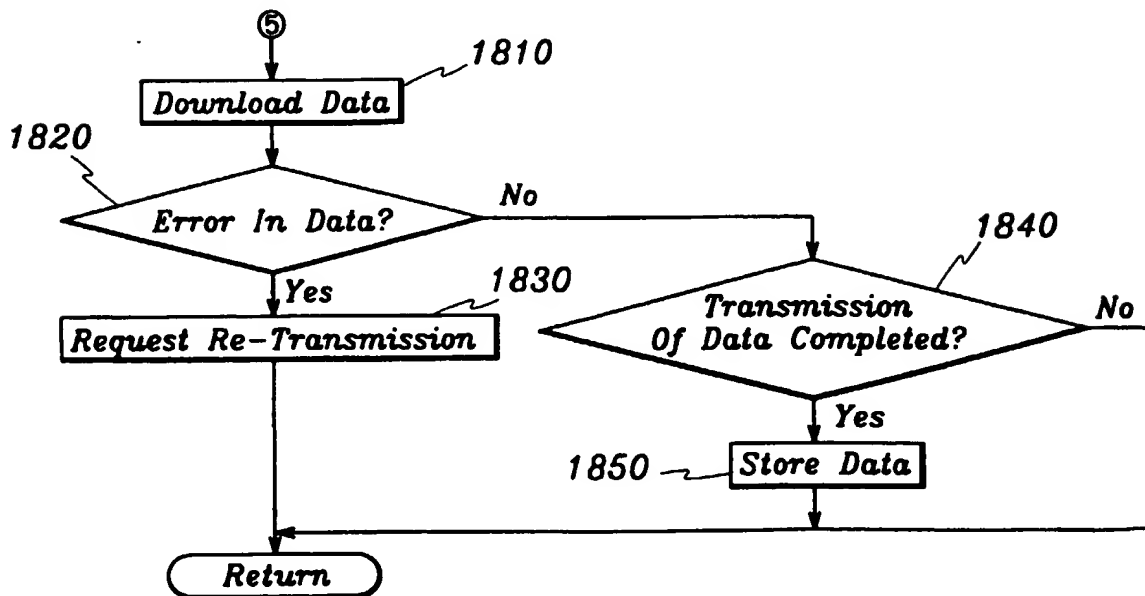 ⑤
1810
Download Data
1820
Error In Data?
No
1840
Yes
1830
Transmission
Of Data Completed?
No
Request Re-Transmission
Yes
1850
Store Data
Return